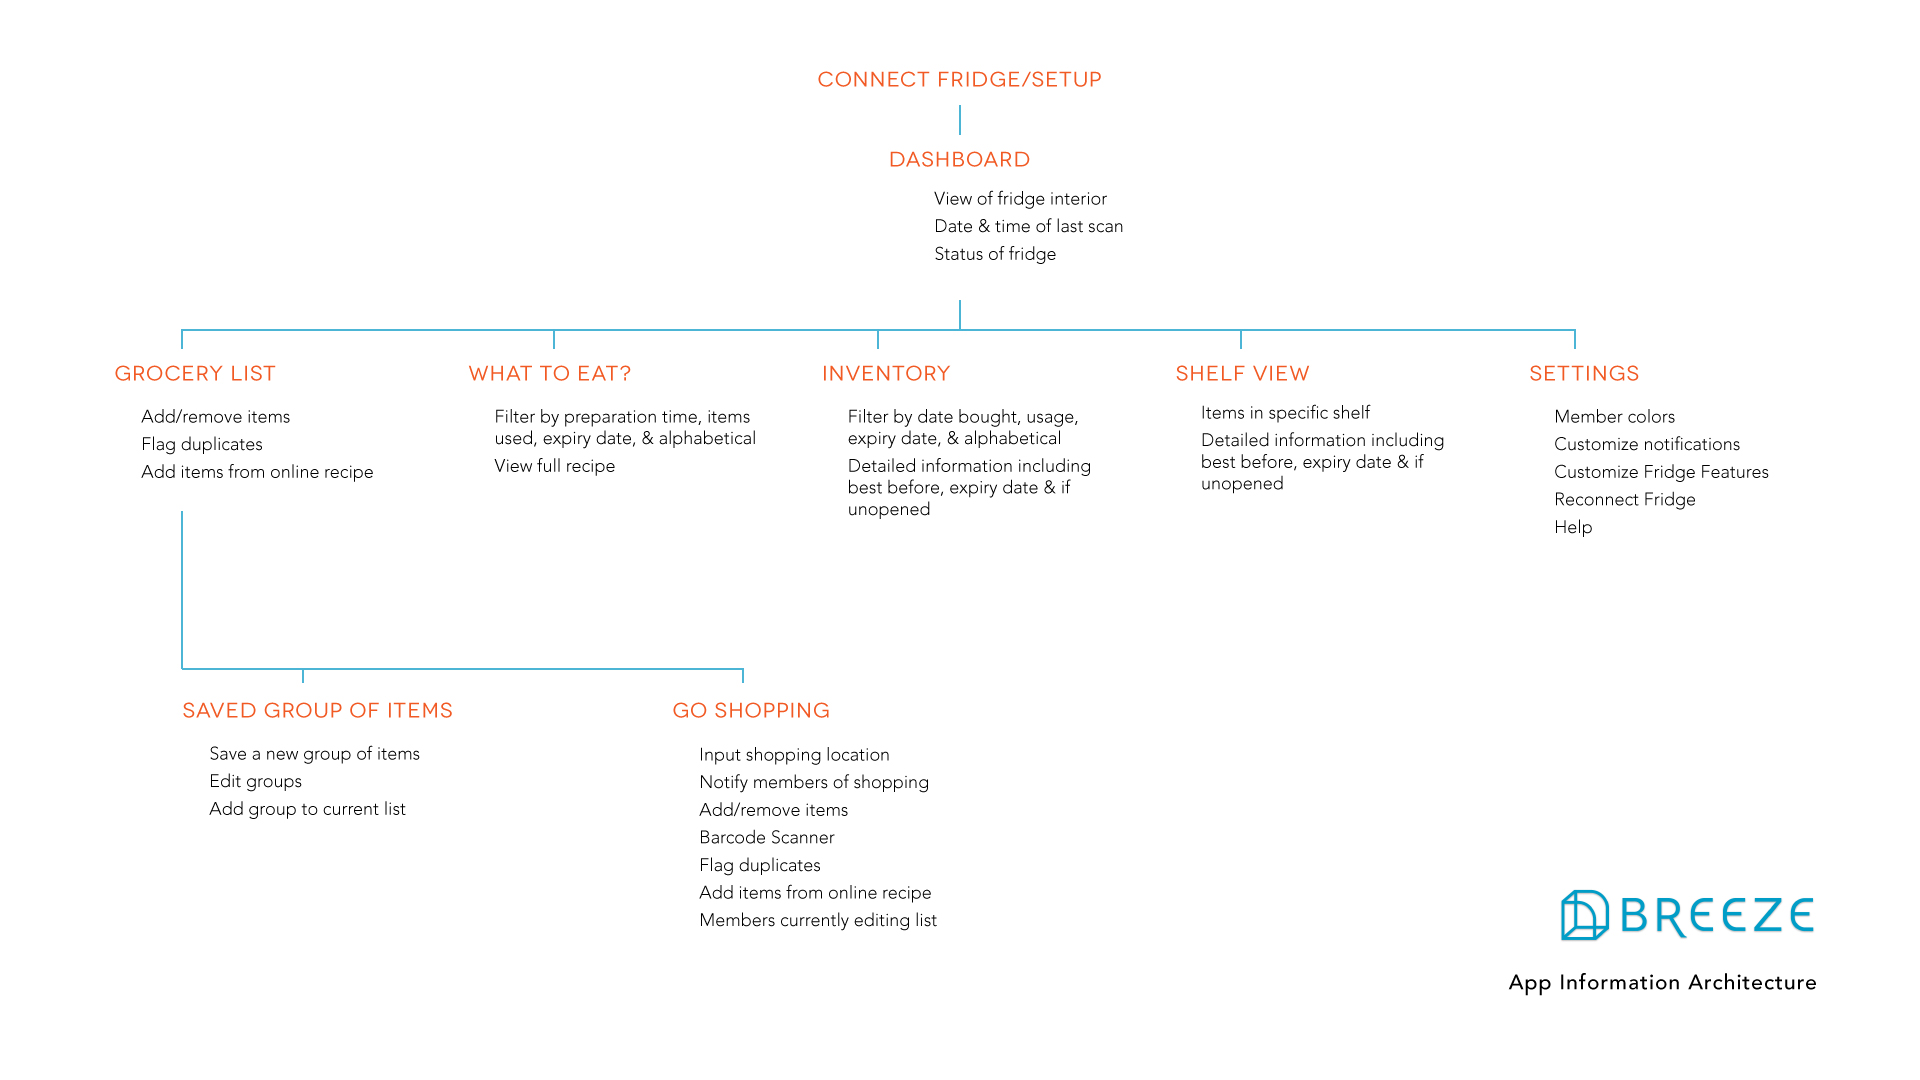 CONNECT FRIDGE/SETUP
DASHBOARD
View of fridge interior
Date & time of last scan
Status of fridge
GROCERY LIST
Add/remove items
Flag duplicates
Add items from online recipe
WHAT TO EAT?
Filter by preparation time, items
used, expiry date, & alphabetical
View full recipe
INVENTORY
Filter by date bought, usage,
expiry date, & alphabetical
Detailed information including
best before, expiry date & if
unopened
SHELF VIEW
Items in specific shelf
Detailed information including
best before, expiry date & if
unopened
SETTINGS
Member colors
Customize notifications
Customize Fridge Features
Reconnect Fridge
Help
SAVED GROUP OF ITEMS
Save a new group of items
Edit groups
Add group to current list
GO SHOPPING
Input shopping location
Notify members of shopping
Add/remove items
Barcode Scanner
Flag duplicates
Add items from online recipe
Members currently editing list
BREEZE
App Information Architecture